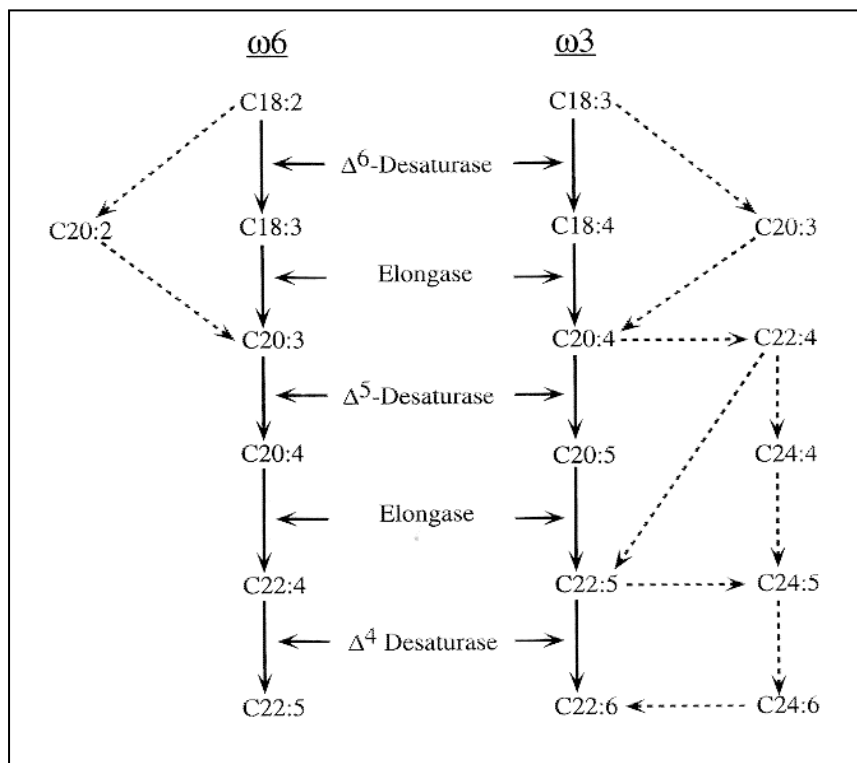 ω6 ω3
C18:2 C18:3
Δ6-Desaturase
C20:2 C18:3 C18:4 C20:3
Elongase
C20:3 C20:4 C22:4
Δ5-Desaturase
C20:4 C20:5 C24:4
Elongase
C22:4 C22:5 C24:5
Δ4 Desaturase
C22:5 C22:6 C24:6